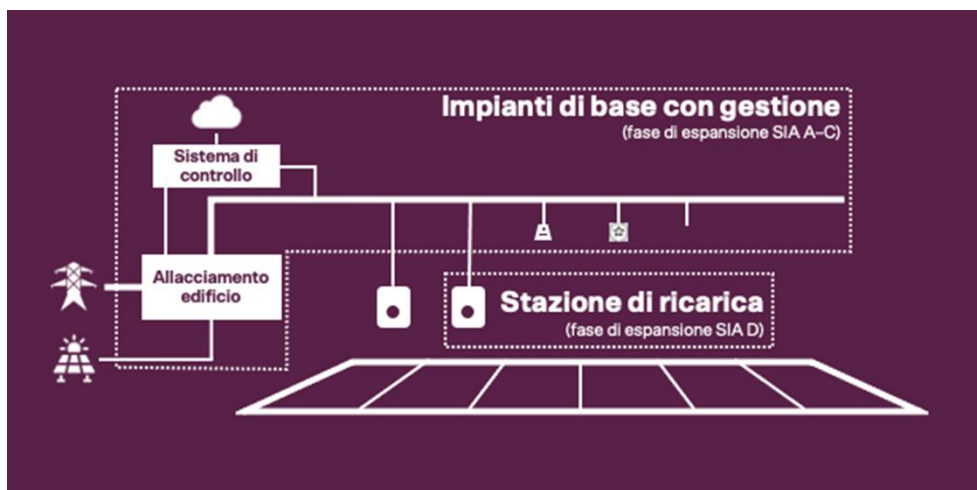 Impianti di base con gestione
(fase di espansione SIA A–C)
Sistema di
controllo
Allacciamento
edificio
Stazione di ricarica
(fase di espansione SIA D)